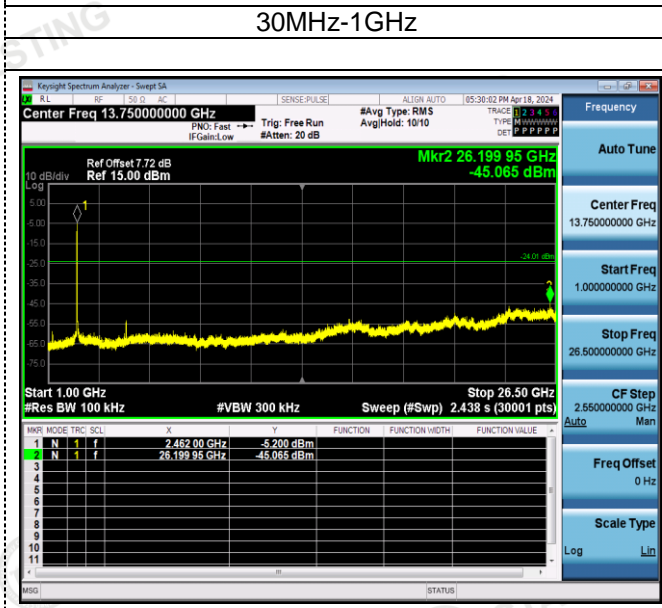 STING
30MHz-1GHz
Keysight Spectrum Analyzer - Swept SA
RL RF 50 Ω AC SENSE:PULSE ALIGN AUTO 05:30:02 PM Apr 18, 2024
Center Freq 13.750000000 GHz
PNO: Fast
IFGain:Low
Trig: Free Run
#Atten: 20 dB
#Avg Type: RMS
Avg|Hold: 10/10
TRACE 1 2 3 4 5 6
TYPE M W W W W W
DET P P P P P P
Ref Offset 7.72 dB
10 dB/div Ref 15.00 dBm
Log
Mkr2 26.199 95 GHz
-45.065 dBm
5.00
-5.00
-15.0
-25.0
-35.0
-45.0
-55.0
-65.0
-75.0
1
-24.01 dBm
2
Start 1.00 GHz Stop 26.50 GHz
#Res BW 100 kHz #VBW 300 kHz Sweep (#Swp) 2.438 s (30001 pts)
MKR MODE TRC SCL X Y FUNCTION FUNCTION WIDTH FUNCTION VALUE
1 N 1 f 2.462 00 GHz -5.200 dBm
2 N 1 f 26.199 95 GHz -45.065 dBm
3
4
5
6
7
8
9
10
11
MSG STATUS
Frequency
Auto Tune
Center Freq
13.750000000 GHz
Start Freq
1.000000000 GHz
Stop Freq
26.500000000 GHz
CF Step
2.550000000 GHz
Auto Man
Freq Offset
0 Hz
Scale Type
Log Lin